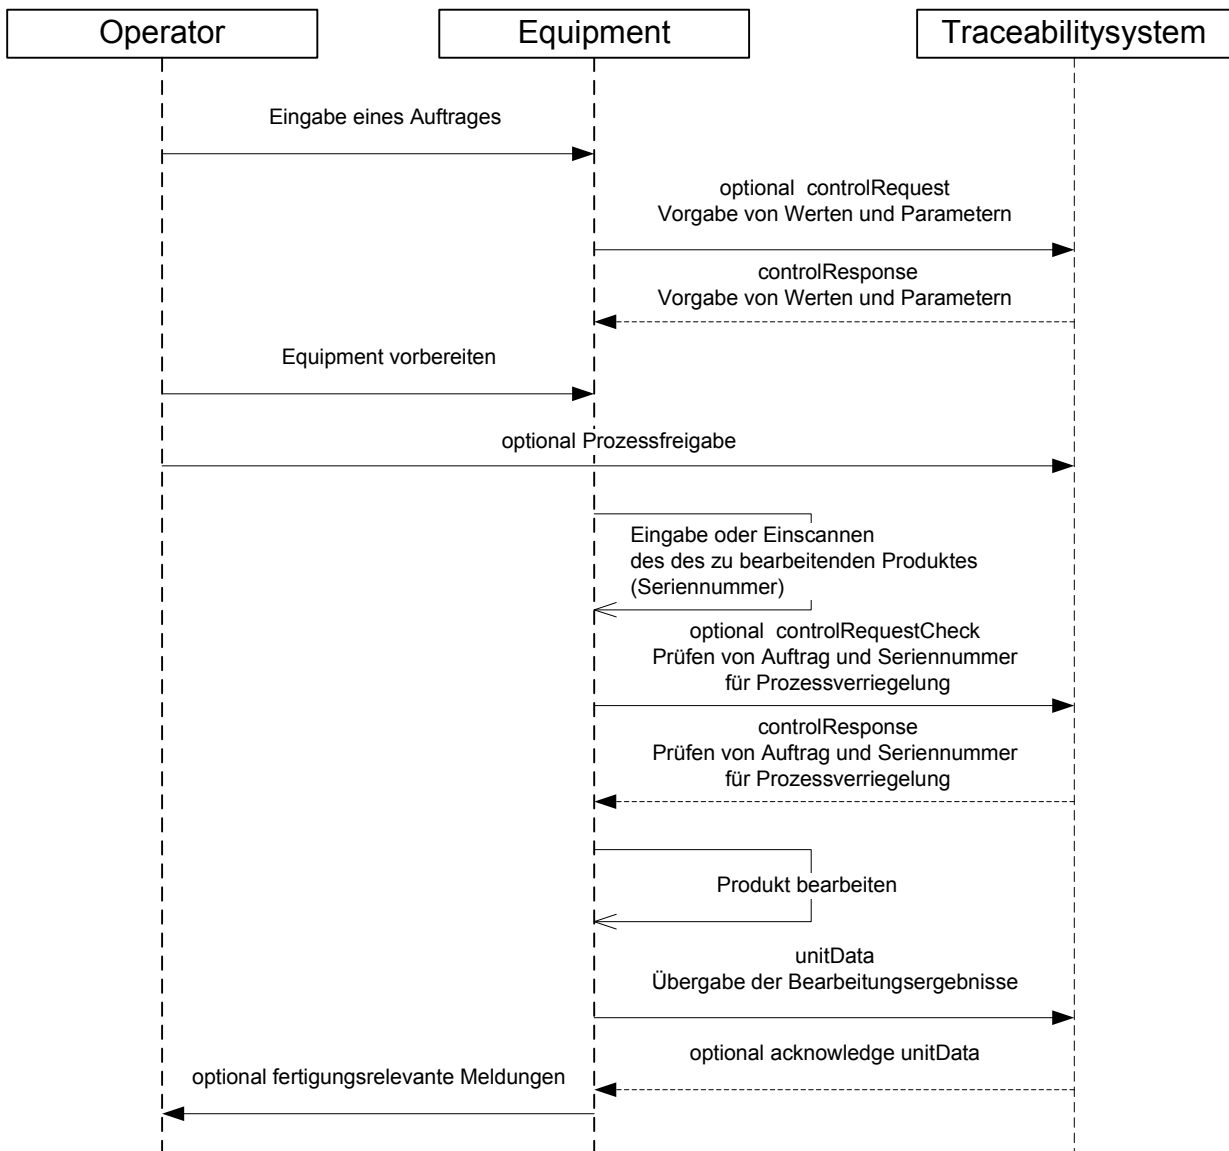 Operator
Equipment
Traceabilitysystem
Eingabe eines Auftrages
optional controlRequest
Vorgabe von Werten und Parametern
controlResponse
Vorgabe von Werten und Parametern
Equipment vorbereiten
optional Prozessfreigabe
Eingabe oder Einscannen
des des zu bearbeitenden Produktes
(Seriennummer)
optional controlRequestCheck
Prüfen von Auftrag und Seriennummer
für Prozessverriegelung
controlResponse
Prüfen von Auftrag und Seriennummer
für Prozessverriegelung
Produkt bearbeiten
unitData
Übergabe der Bearbeitungsergebnisse
optional acknowledge unitData
optional fertigungsrelevante Meldungen